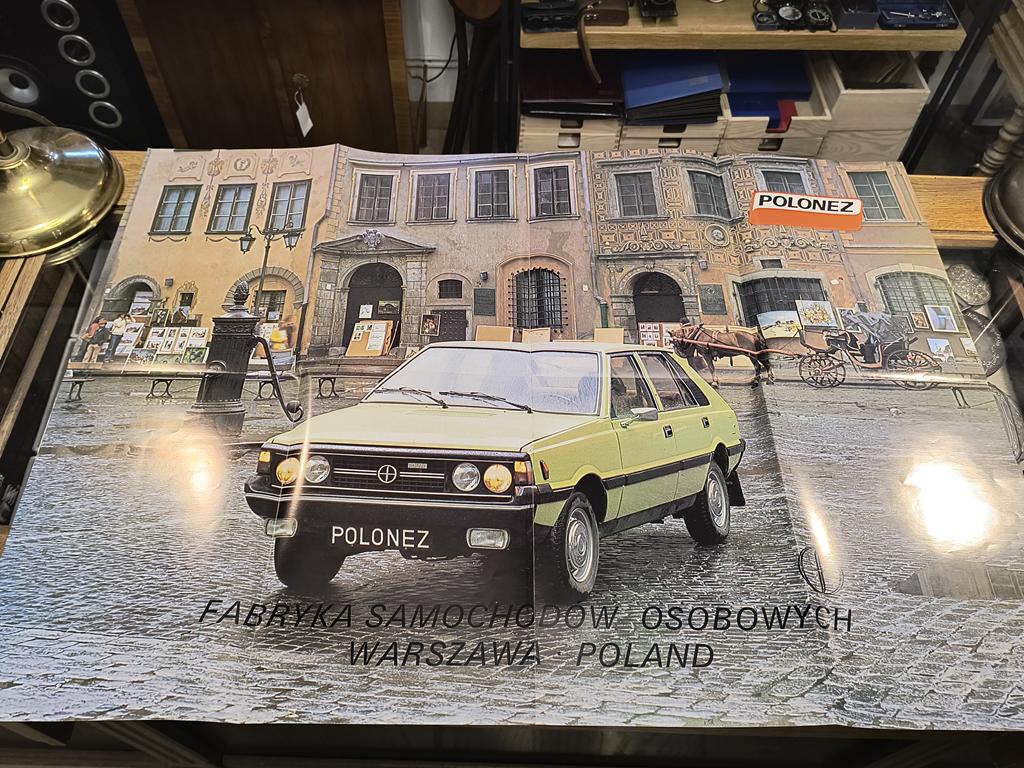 POLONEZ
POLONEZ
FABRYKA SAMOCHODÓW OSOBOWYCH
WARSZAWA · POLAND